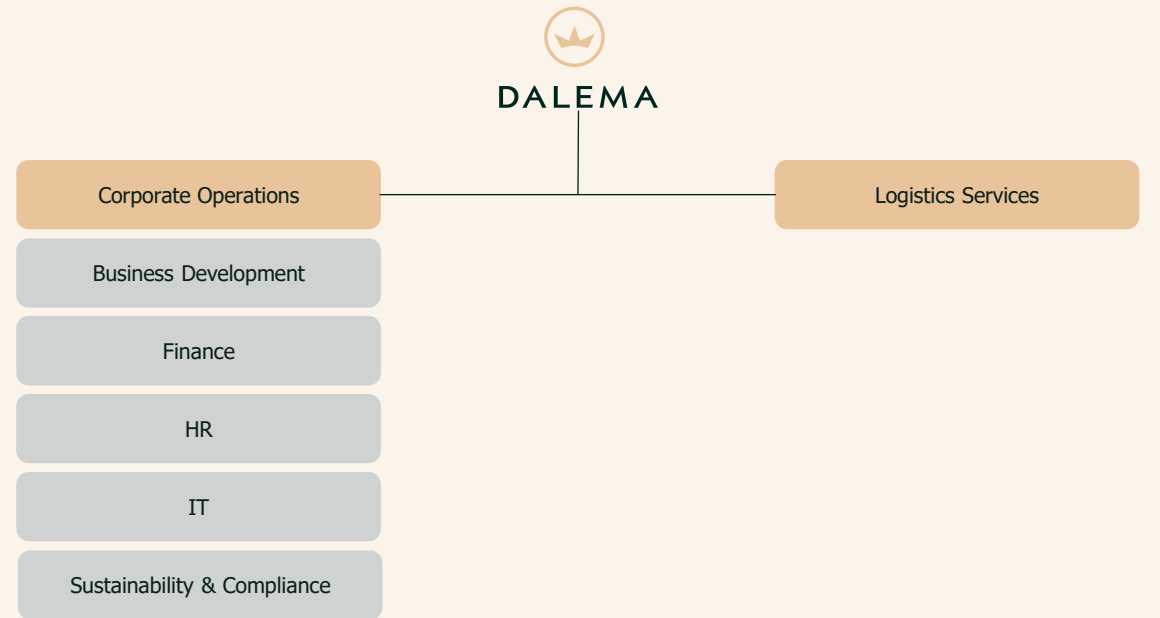 DALEMA
Corporate Operations
Logistics Services
Business Development
Finance
HR
IT
Sustainability & Compliance